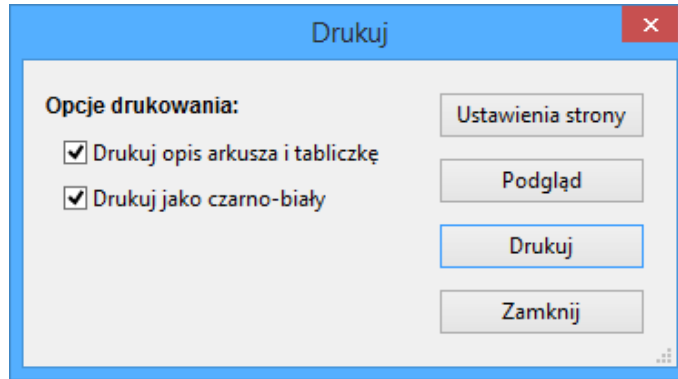 Drukuj
Opcje drukowania:
Drukuj opis arkusza i tabliczkę
Drukuj jako czarno-biały
Ustawienia strony
Podgląd
Drukuj
Zamknij